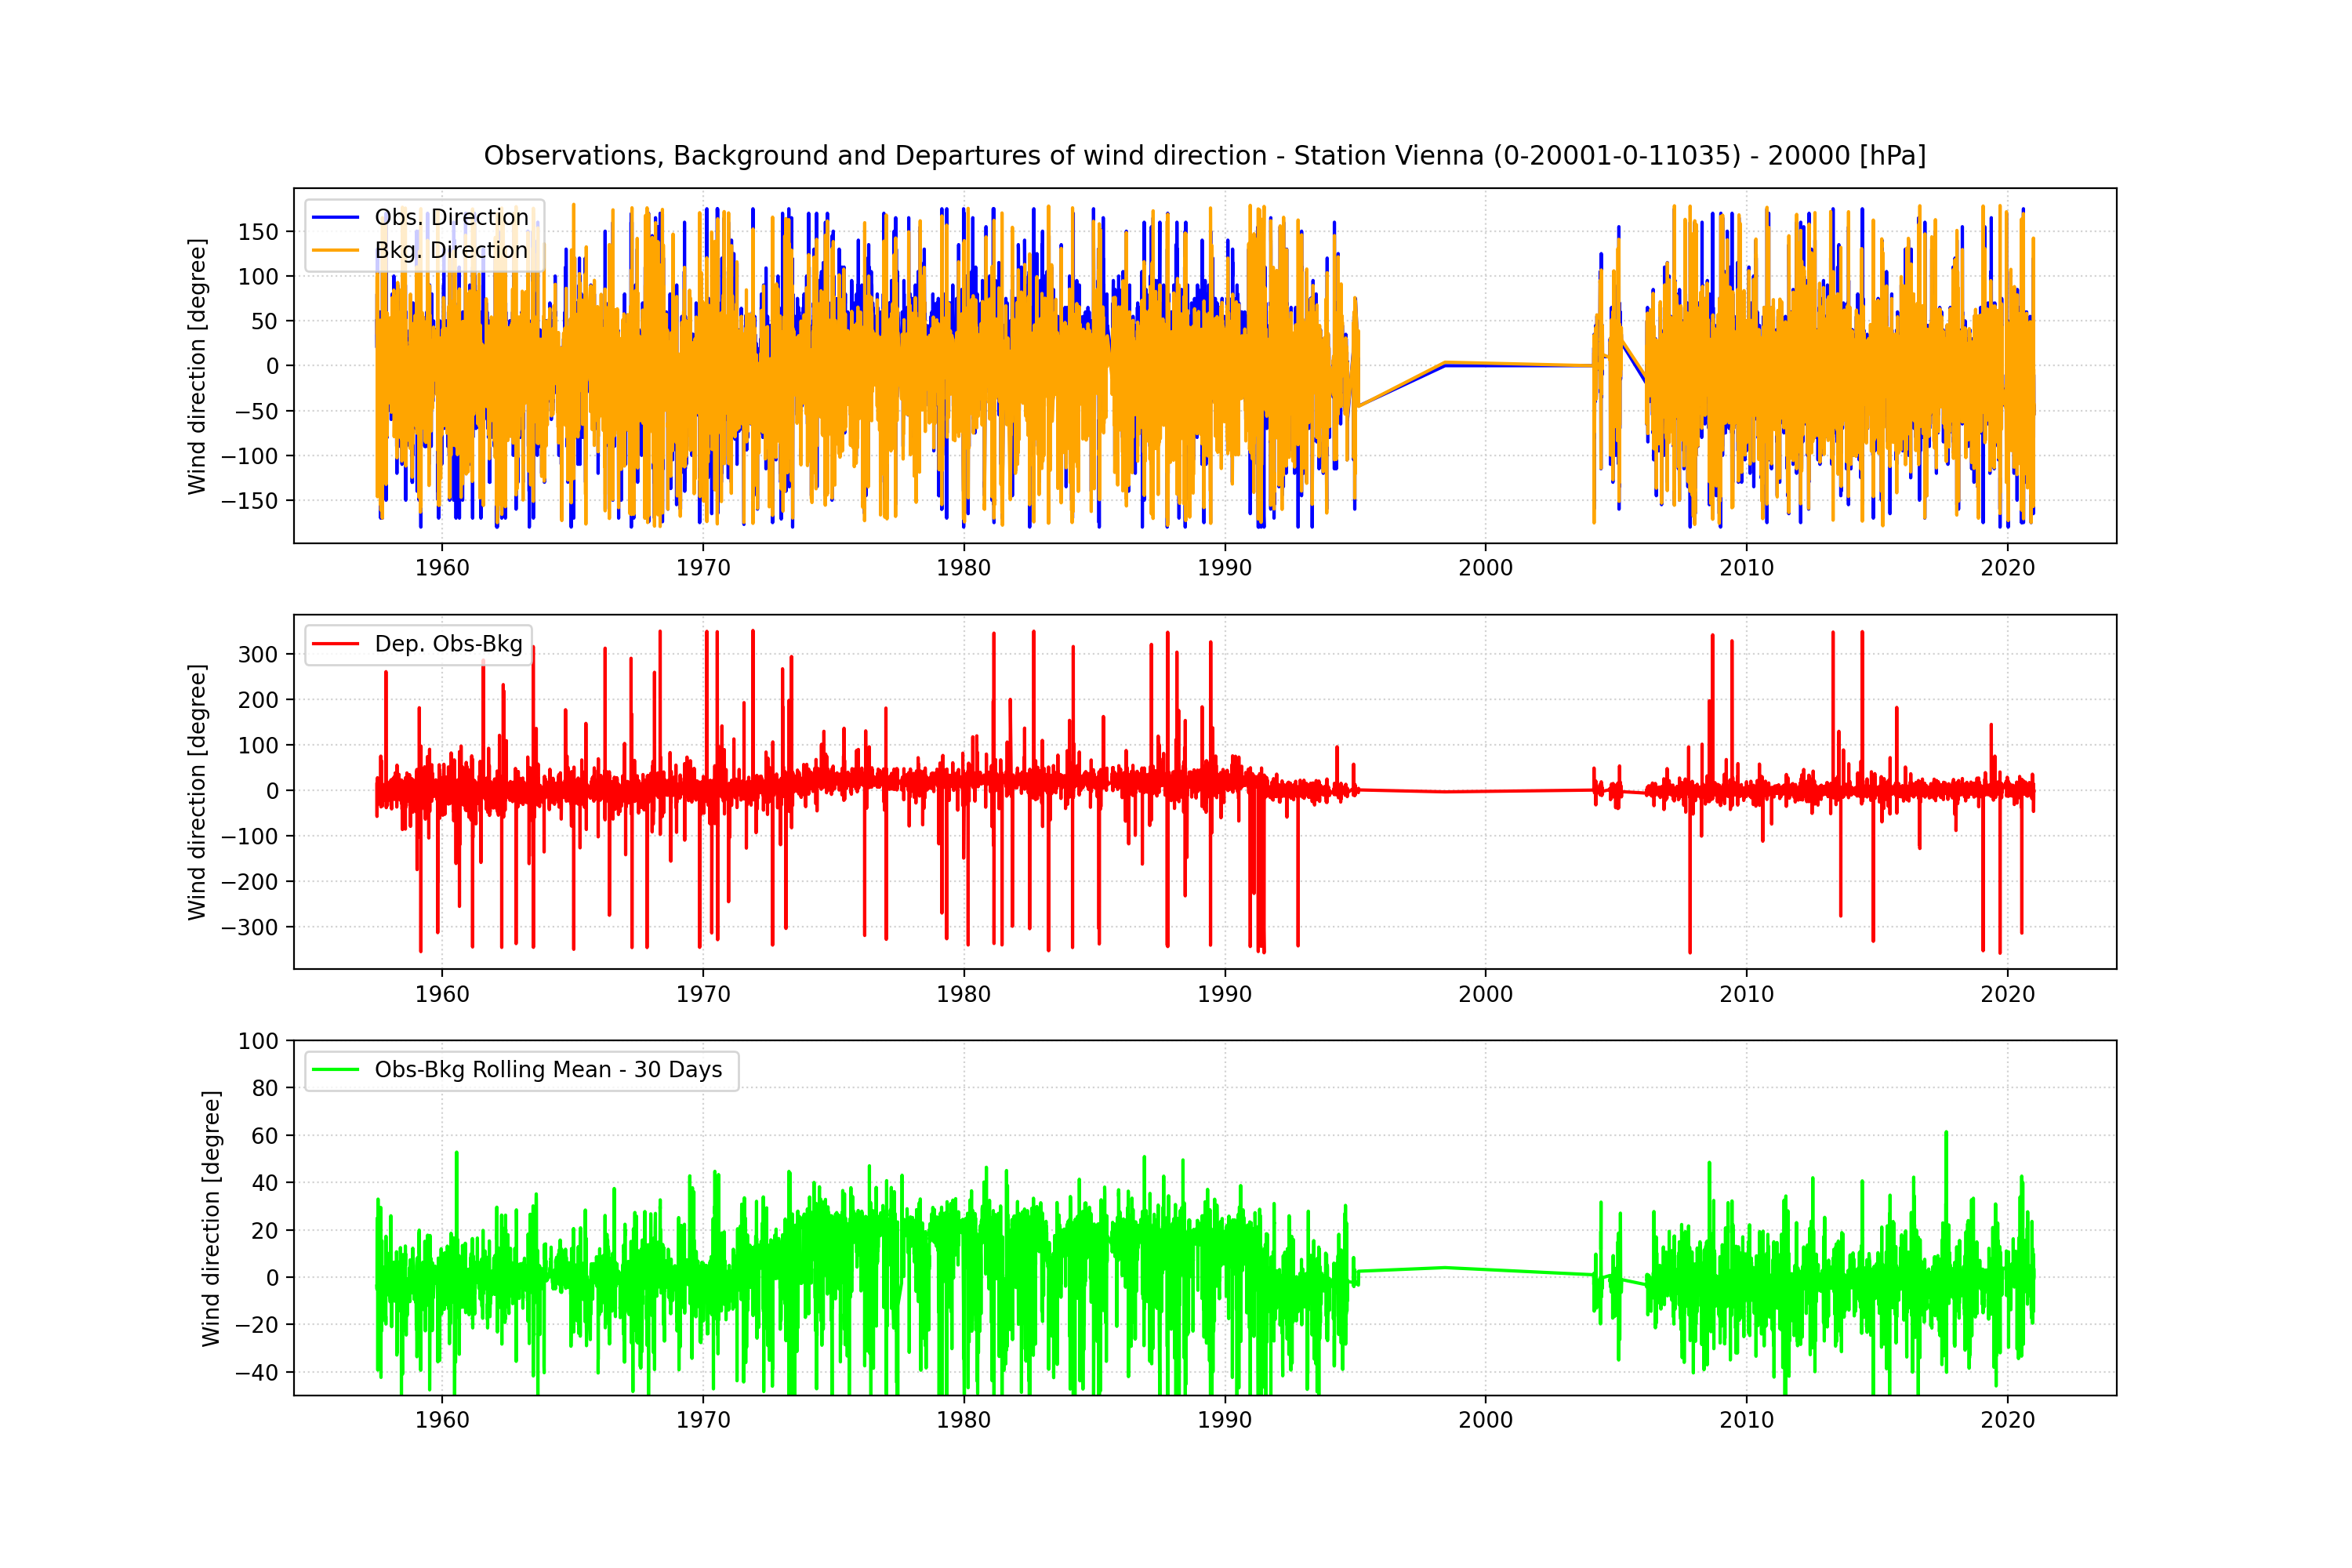 Observations, Background and Departures of wind direction - Station Vienna (0-20001-0-11035) - 20000 [hPa]
Wind direction [degree]
150
100
50
0
−50
−100
−150
Obs. Direction
Bkg. Direction
1960 1970 1980 1990 2000 2010 2020
Wind direction [degree]
300
200
100
0
−100
−200
−300
Dep. Obs-Bkg
1960 1970 1980 1990 2000 2010 2020
Wind direction [degree]
100
80
60
40
20
0
−20
−40
Obs-Bkg Rolling Mean - 30 Days
1960 1970 1980 1990 2000 2010 2020